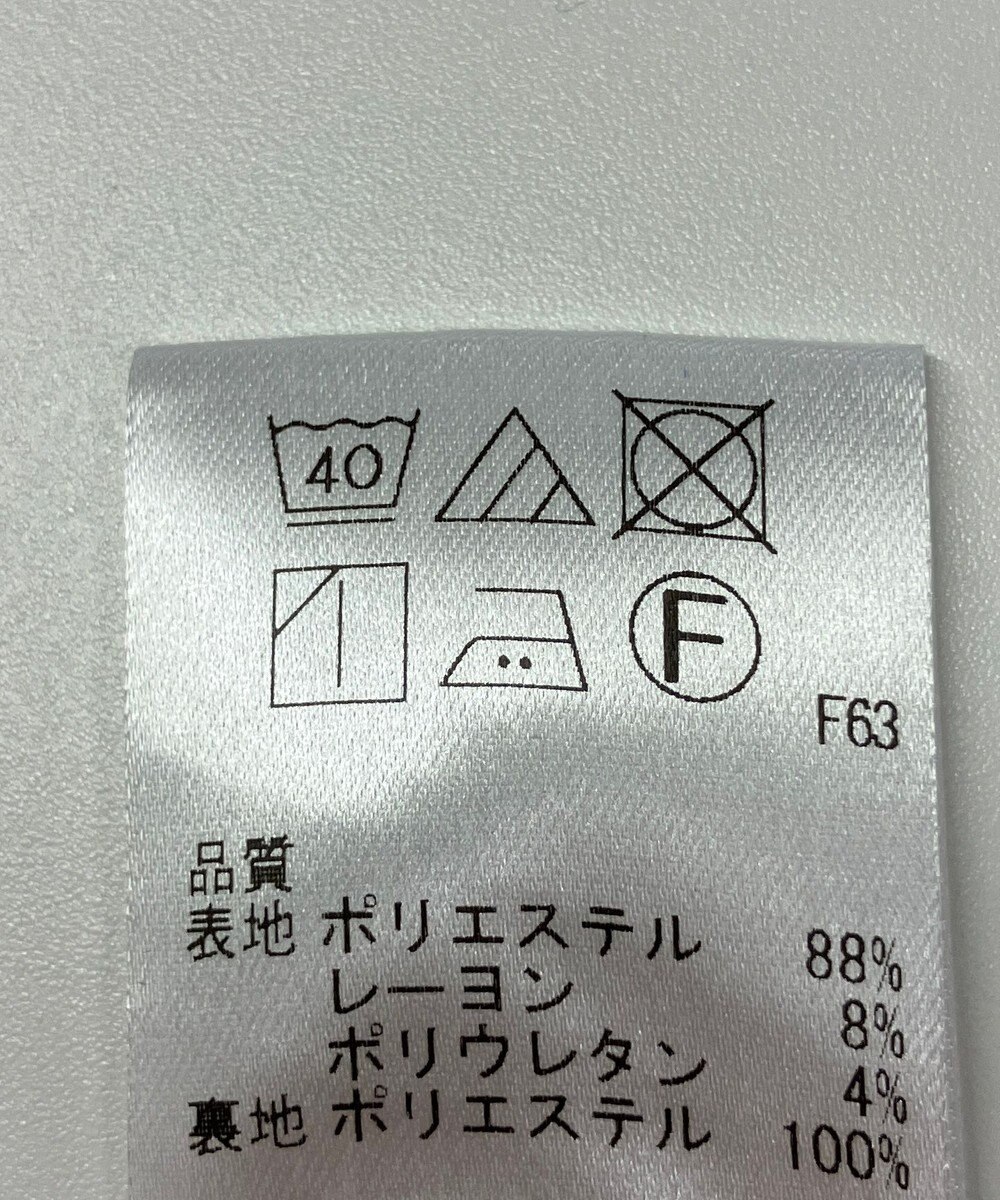 40
F
F63
品質
表地 ポリエステル 88%
レーヨン 8%
ポリウレタン 4%
裏地 ポリエステル 100%